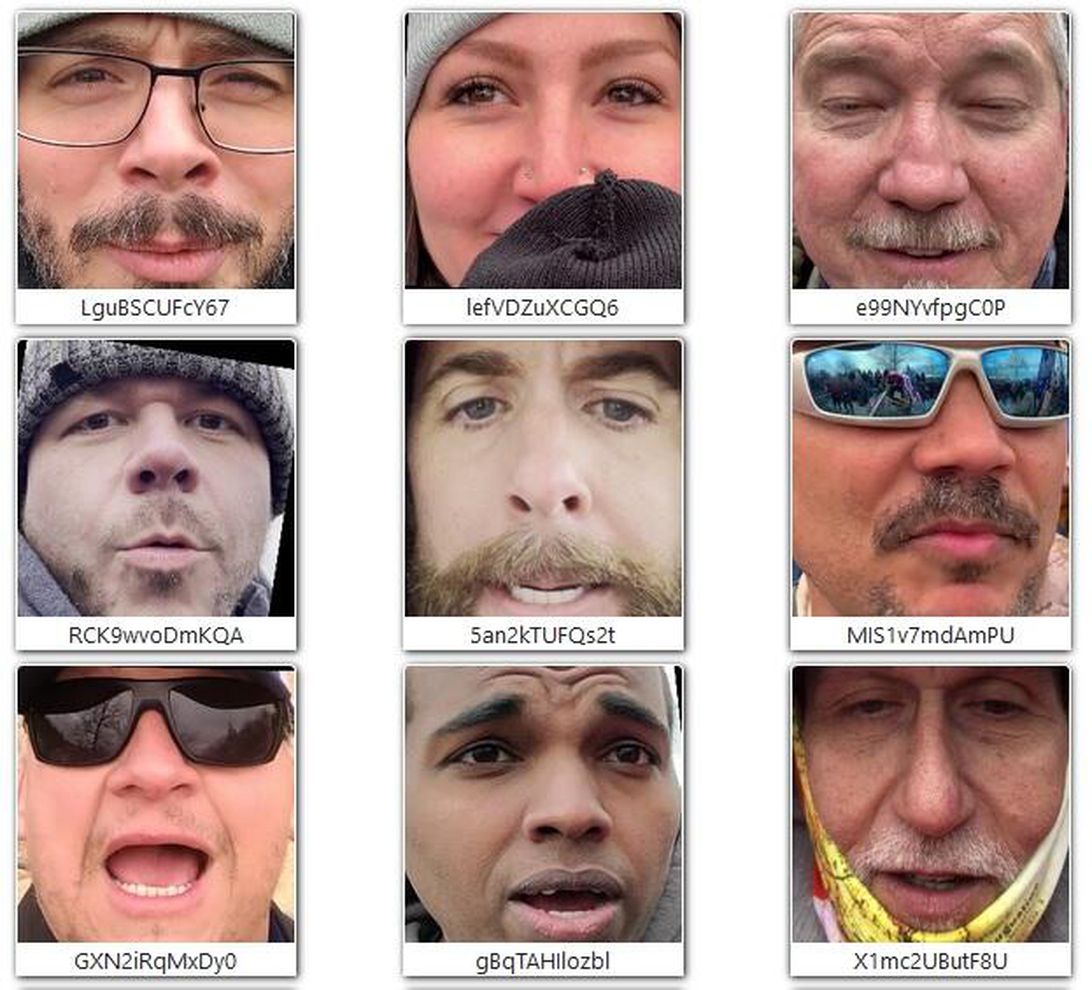 LguBSCUFcY67
lefVDZuXCGQ6
e99NYvfpgC0P
RCK9wvoDmKQA
5an2kTUFQs2t
MIS1v7mdAmPU
GXN2iRqMxDy0
gBqTAHIlozbl
X1mc2UButF8U